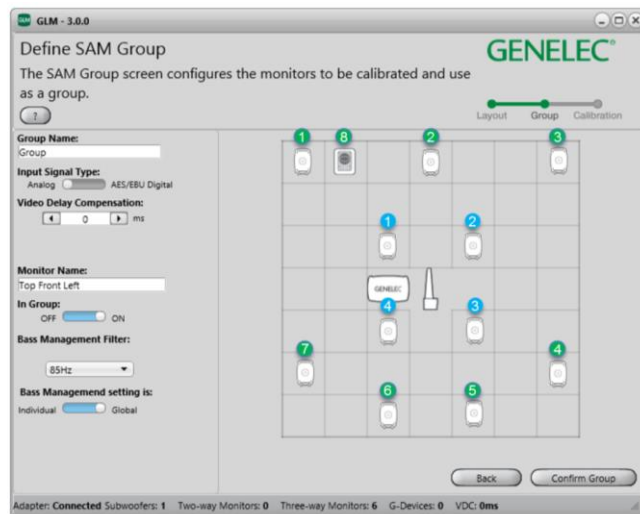 GLM GLM - 3.0.0
Define SAM Group
GENELEC®
The SAM Group screen configures the monitors to be calibrated and use
as a group.
?
Layout Group Calibration
Group Name:
Group
Input Signal Type:
Analog AES/EBU Digital
Video Delay Compensation:
0 ms
Monitor Name:
Top Front Left
In Group:
OFF ON
Bass Management Filter:
85Hz
Bass Managemend setting is:
Individual Global
1 8 2 3
1 2
GENELEC
4 3
7 4
6 5
Back Confirm Group
Adapter: Connected Subwoofers: 1 Two-way Monitors: 0 Three-way Monitors: 6 G-Devices: 0 VDC: 0ms